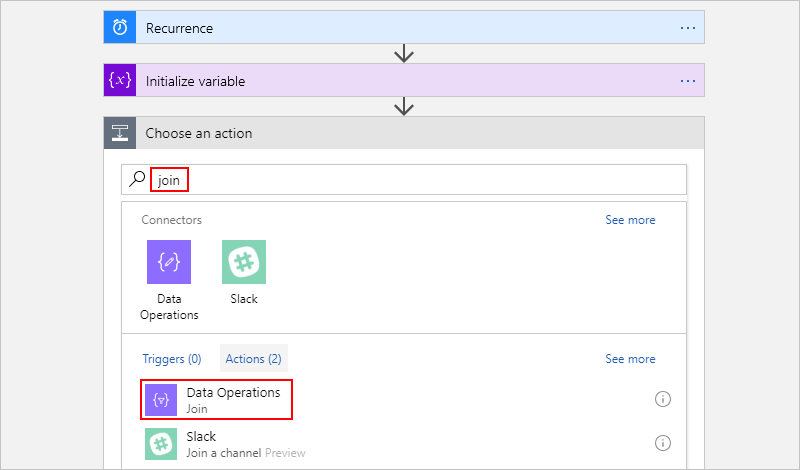 Recurrence
Initialize variable
Choose an action
join
Connectors See more
Data Operations
Slack
Triggers (0) Actions (2) See more
Data Operations
Join
Slack
Join a channel Preview